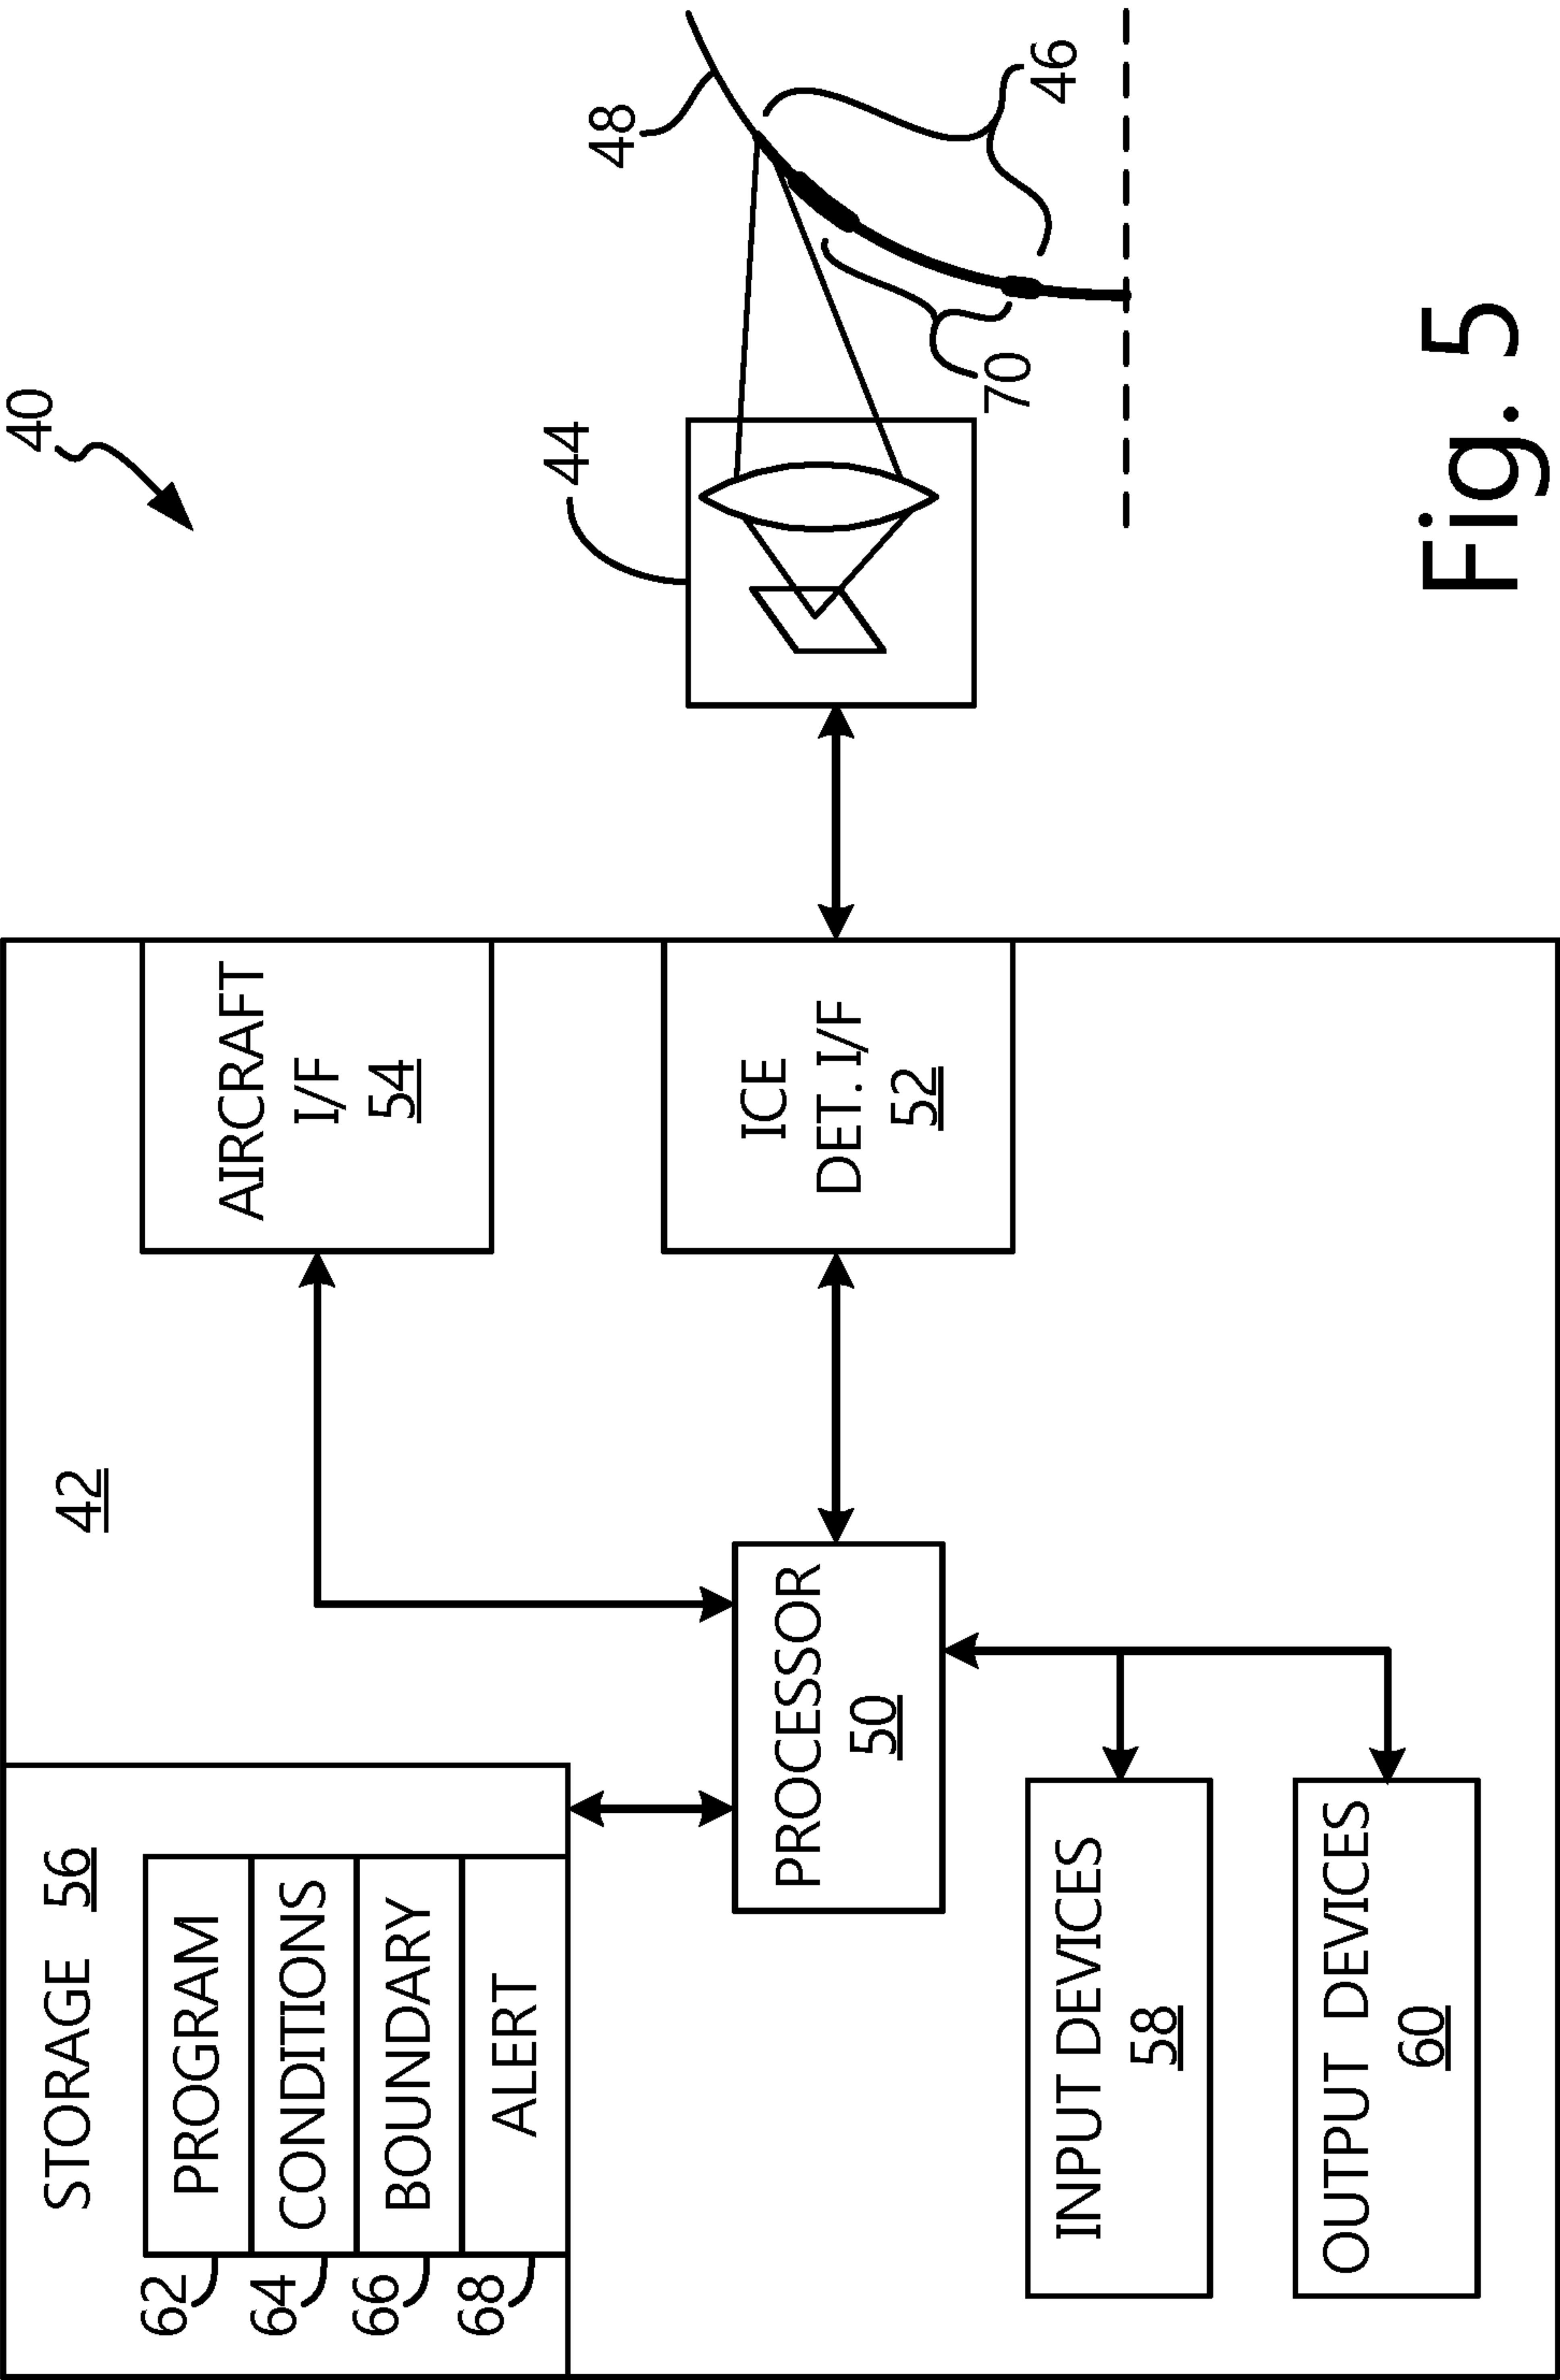 40
42
STORAGE 56
62 PROGRAM
64 CONDITIONS
66 BOUNDARY
68 ALERT
AIRCRAFT
I/F
54
PROCESSOR
50
ICE
DET. I/F
52
44
48
70
46
INPUT DEVICES
58
OUTPUT DEVICES
60
Fig. 5